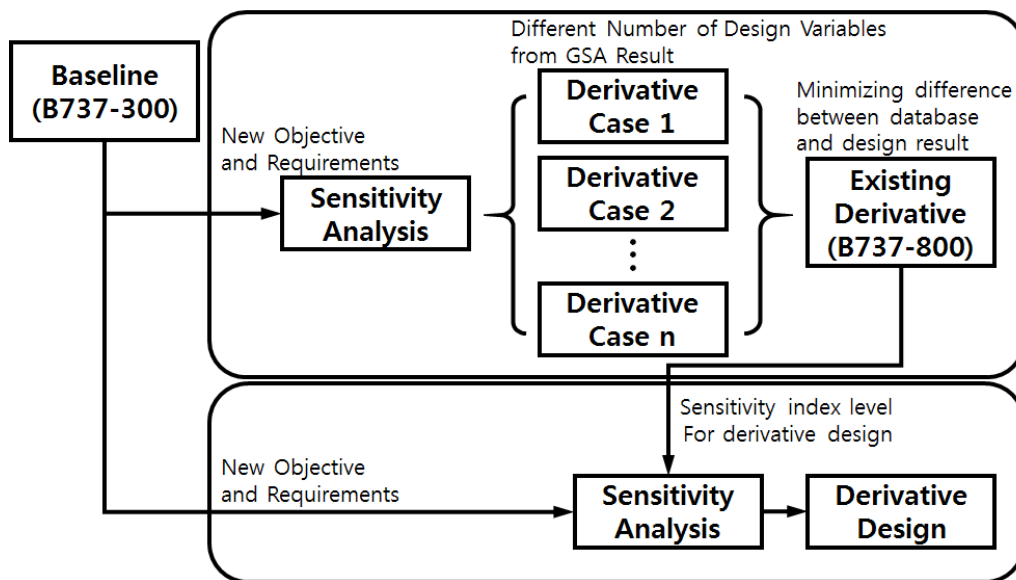 Baseline
(B737-300)
New Objective
and Requirements
Sensitivity
Analysis
Different Number of Design Variables
from GSA Result
Derivative
Case 1
Derivative
Case 2
Derivative
Case n
Minimizing difference
between database
and design result
Existing
Derivative
(B737-800)
Sensitivity index level
For derivative design
New Objective
and Requirements
Sensitivity
Analysis
Derivative
Design